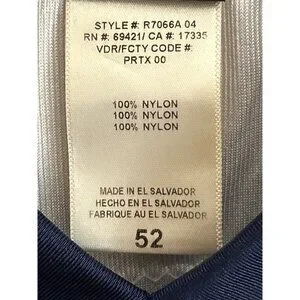 STYLE #: R7066A 04
RN #: 69421/ CA #: 17335
VDR/FCTY CODE #:
PRTX 00
100% NYLON
100% NYLON
100% NYLON
MADE IN EL SALVADOR
HECHO EN EL SALVADOR
FABRIQUE AU EL SALVADOR
52